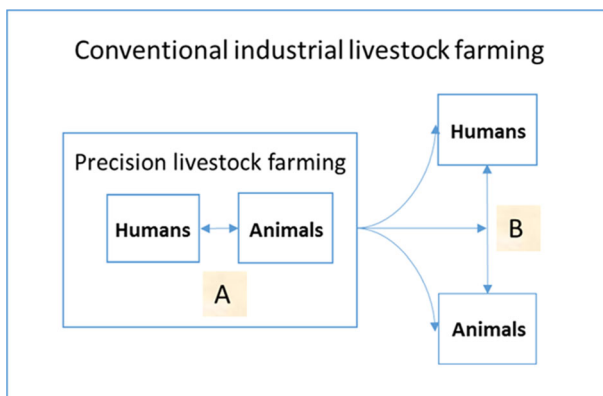 Conventional industrial livestock farming
Humans
Precision livestock farming
Humans
Animals
A
B
Animals